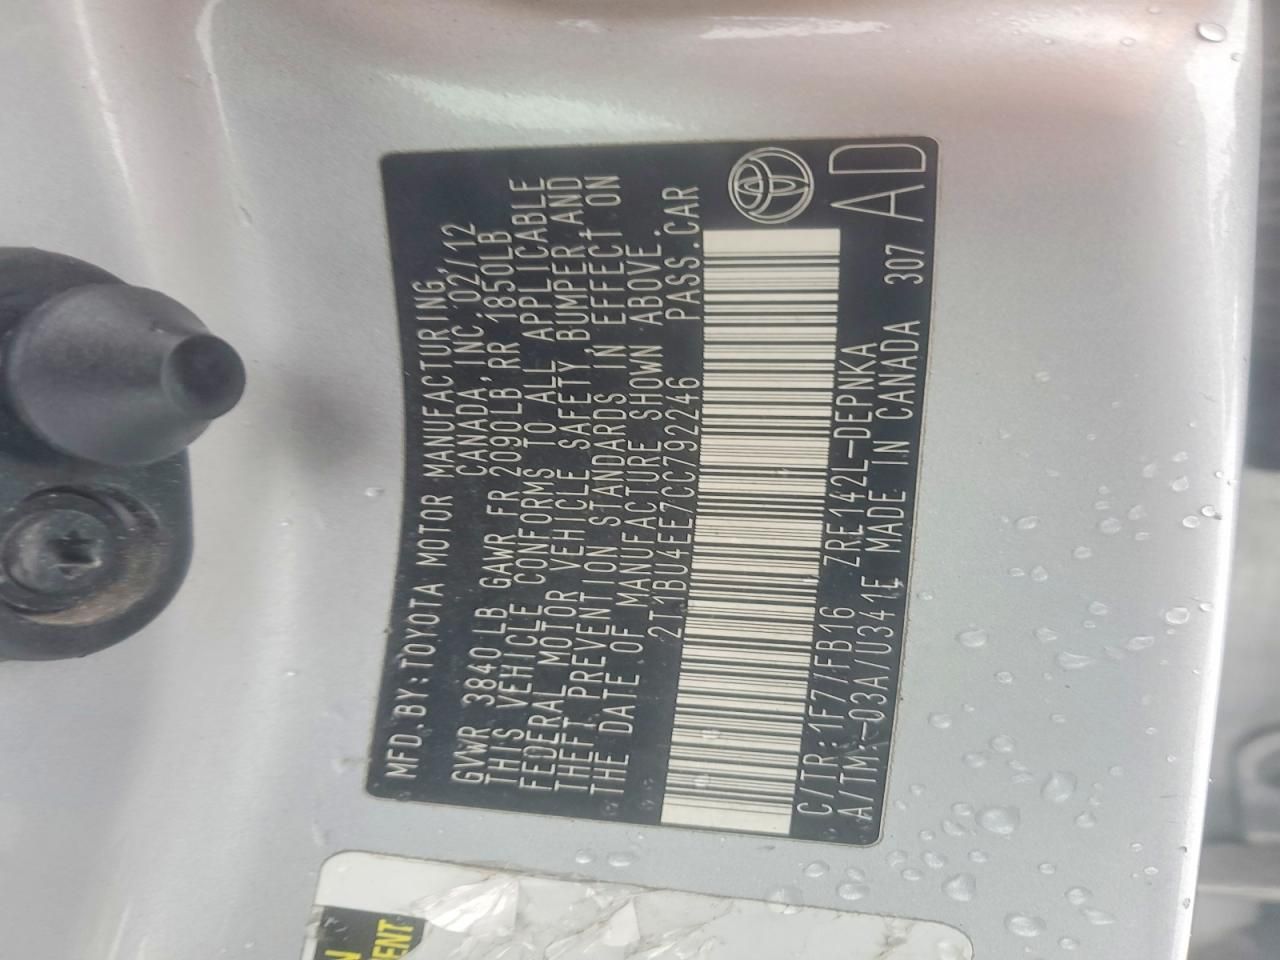 MFD.BY:TOYOTA MOTOR MANUFACTURING,
CANADA, INC. 02/12
GVWR 3840 LB GAWR FR 2090LB RR 1850LB
THIS VEHICLE CONFORMS TO ALL APPLICABLE
FEDERAL MOTOR VEHICLE SAFETY, BUMPER, AND
THEFT PREVENTION STANDARDS IN EFFECT ON
THE DATE OF MANUFACTURE SHOWN ABOVE.
2T1BU4EE7CC792246 PASS.CAR
C/TR:1F7/FB16 ZRE142L-DEPNKA
A/TM:-03A/U341E MADE IN CANADA 307
AD